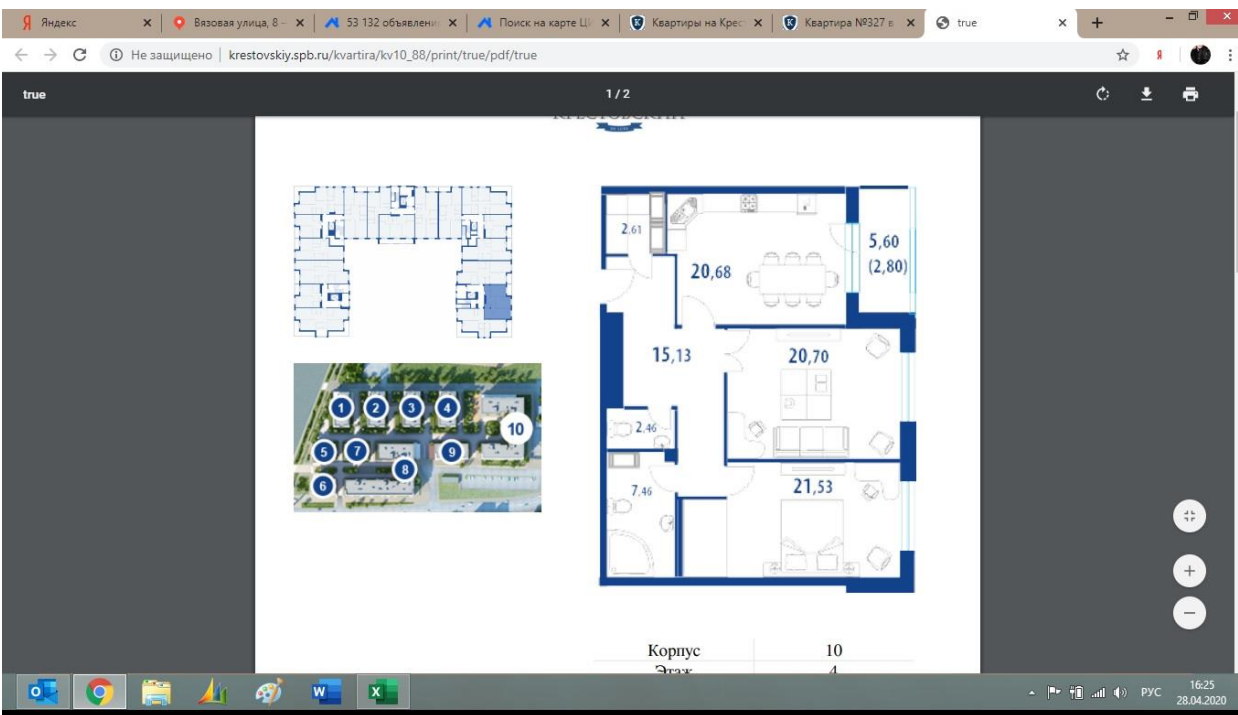 Яндекс
Вязовая улица, 8 –
53 132 объявлени
Поиск на карте ЦИ
Квартиры на Крес
Квартира №327 в
true
Не защищено
krestovskiy.spb.ru/kvartira/kv10_88/print/true/pdf/true
true
1 / 2
2,61
20,68
5,60
(2,80)
15,13
20,70
2,46
7,46
21,53
1
2
3
4
10
5
7
9
8
6
Корпус 10
Этаж 4
16:25
РУС
28.04.2020